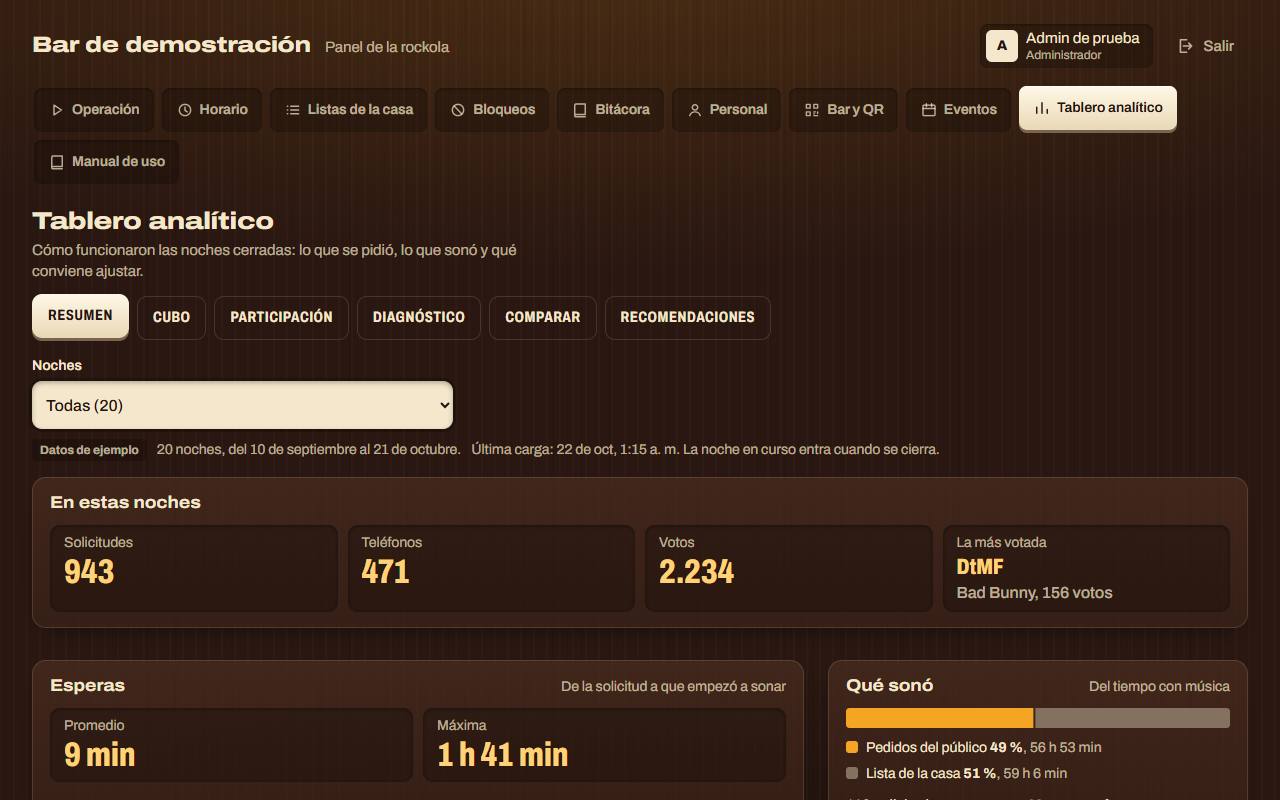 Bar de demostración Panel de la rockola
A Admin de prueba
Administrador
Salir
Operación
Horario
Listas de la casa
Bloqueos
Bitácora
Personal
Bar y QR
Eventos
Tablero analítico
Manual de uso
Tablero analítico
Cómo funcionaron las noches cerradas: lo que se pidió, lo que sonó y qué
conviene ajustar.
RESUMEN
CUBO
PARTICIPACIÓN
DIAGNÓSTICO
COMPARAR
RECOMENDACIONES
Noches
Todas (20)
Datos de ejemplo 20 noches, del 10 de septiembre al 21 de octubre. Última carga: 22 de oct, 1:15 a. m. La noche en curso entra cuando se cierra.
En estas noches
Solicitudes
943
Teléfonos
471
Votos
2.234
La más votada
DtMF
Bad Bunny, 156 votos
Esperas De la solicitud a que empezó a sonar
Promedio
9 min
Máxima
1 h 41 min
Qué sonó Del tiempo con música
Pedidos del público 49 %, 56 h 53 min
Lista de la casa 51 %, 59 h 6 min